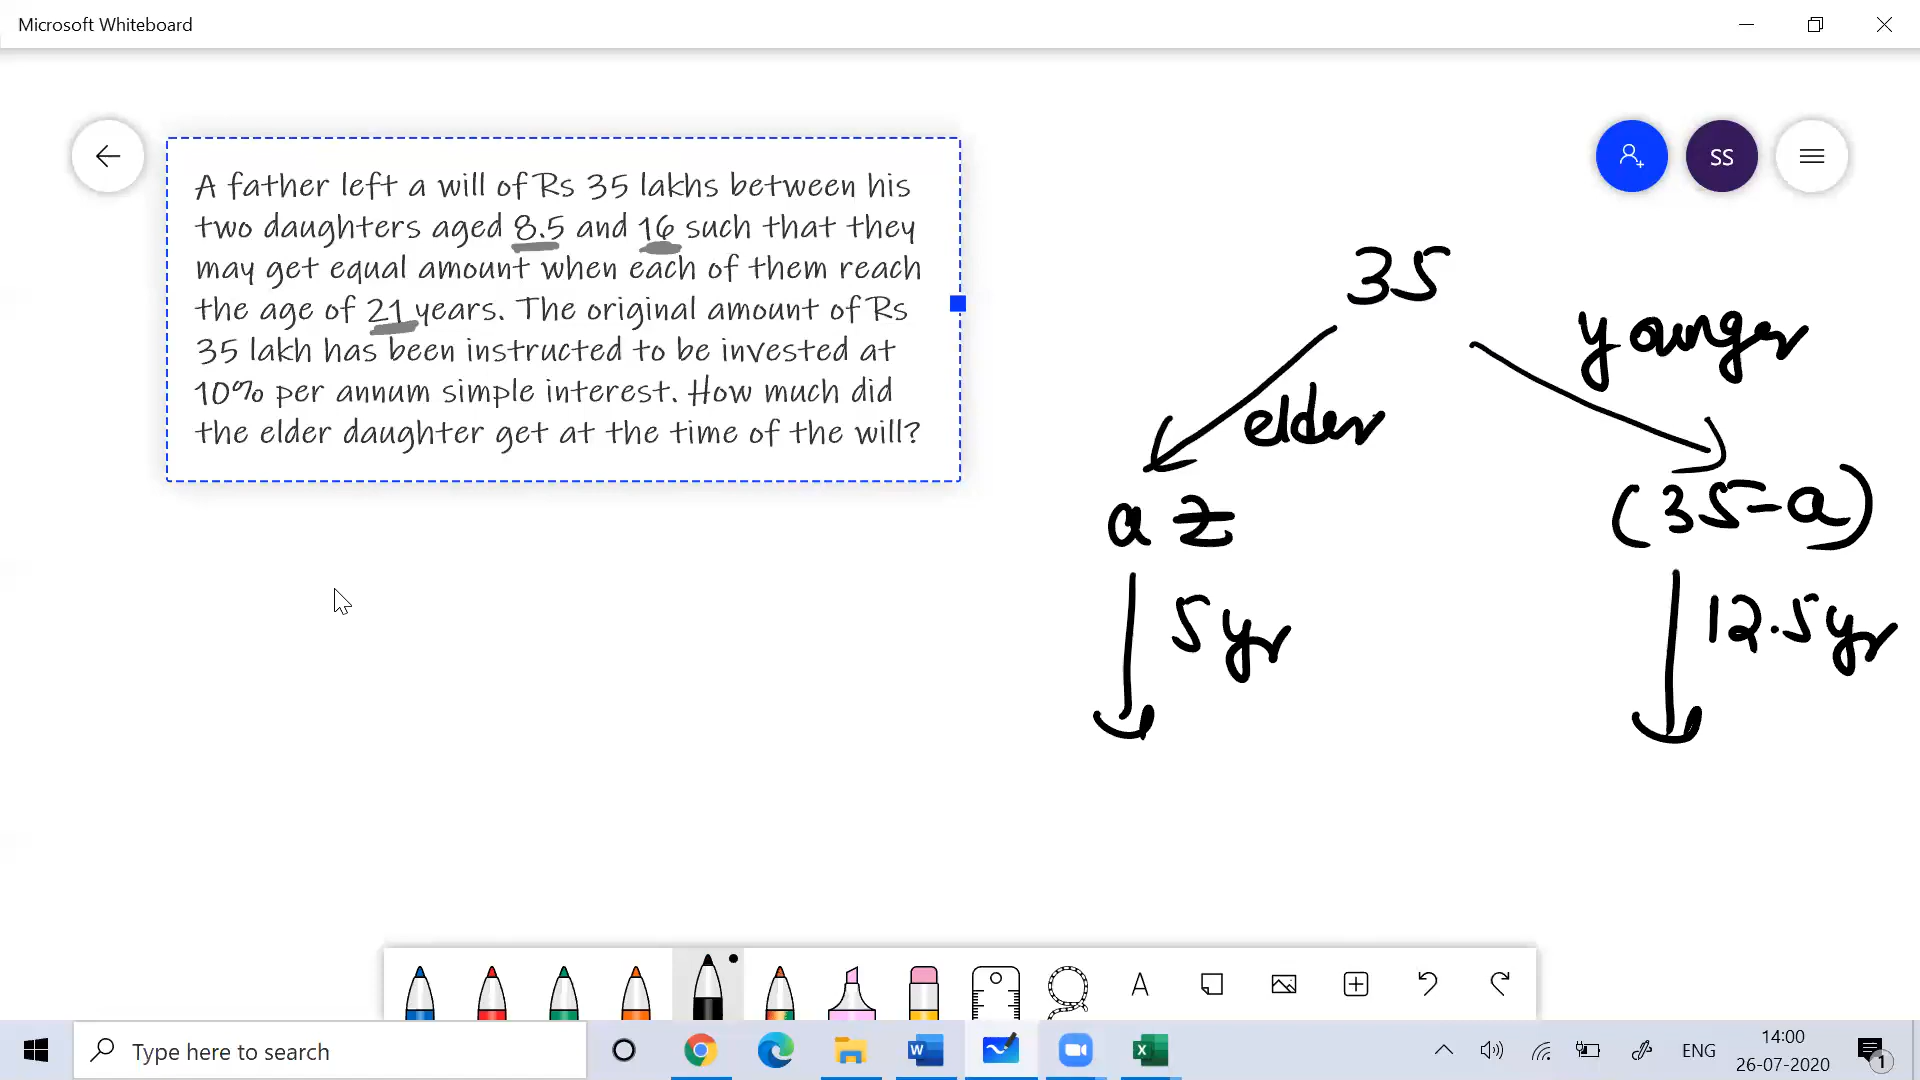 Microsoft Whiteboard
A father left a will of Rs 35 lakhs between his
two daughters aged 8.5 and 16 such that they
may get equal amount when each of them reach
the age of 21 years. The original amount of Rs
35 lakh has been instructed to be invested at
10% per annum simple interest. How much did
the elder daughter get at the time of the will?
SS
35
younger
elder
a
(35-a)
5 yr
12.5 yr
A
Type here to search
W
X
ENG
14:00
26-07-2020
1